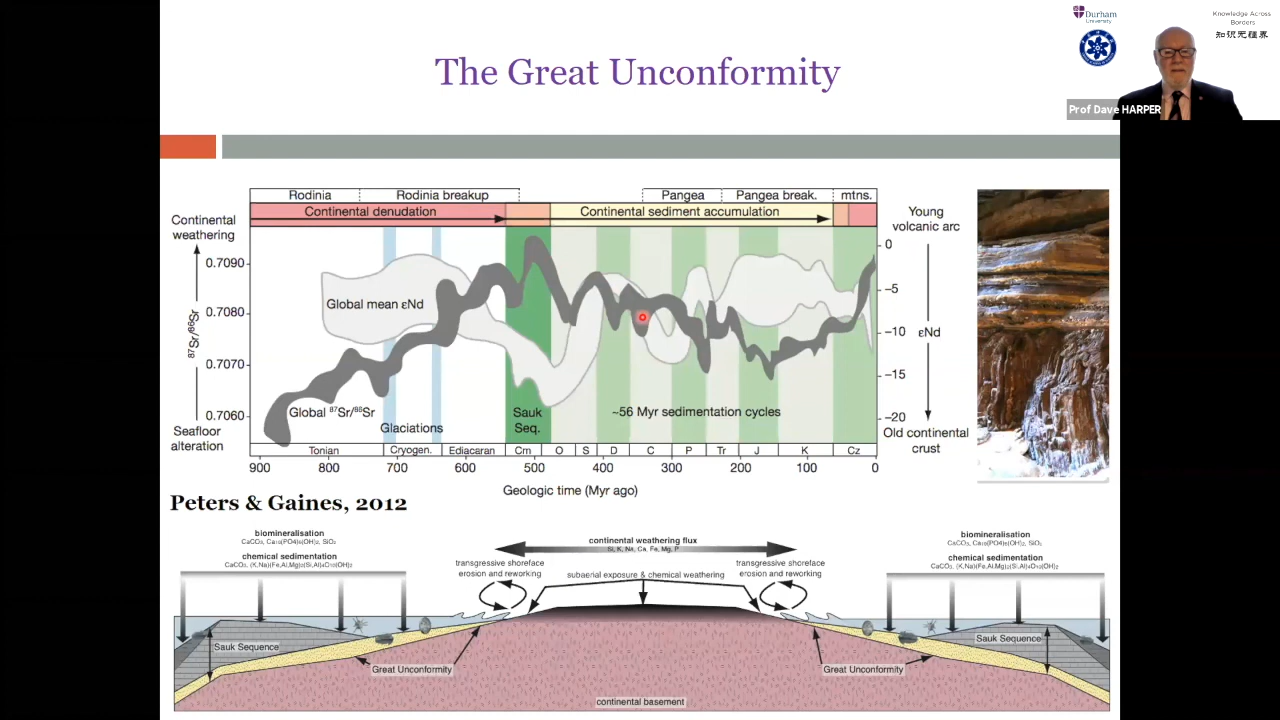 Durham
University
Knowledge Across
Borders
知识无疆界
Prof Dave HARPER
The Great Unconformity
Rodinia
Rodinia breakup
Pangea
Pangea break.
mtns.
Continental denudation
Continental sediment accumulation
Continental
weathering
0.7090
0.7080
0.7070
0.7060
⁸⁷Sr/⁸⁶Sr
Seafloor
alteration
Global mean εNd
Global ⁸⁷Sr/⁸⁶Sr
Glaciations
Sauk
Seq.
~56 Myr sedimentation cycles
Young
volcanic arc
0
−5
−10
−15
−20
εNd
Old continental
crust
Tonian
Cryogen.
Ediacaran
Cm
O
S
D
C
P
Tr
J
K
Cz
900
800
700
600
500
400
300
200
100
0
Geologic time (Myr ago)
Peters & Gaines, 2012
biomineralisation
CaCO₃, Ca₁₀(PO4)₆(OH)₂, SiO₂
chemical sedimentation
CaCO₃, (K,Na)(Fe,Al,Mg)₂(Si,Al)₄O₁₀(OH)₂
continental weathering flux
Si, K, Na, Ca, Fe, Mg, P
transgressive shoreface
erosion and reworking
subaerial exposure & chemical weathering
transgressive shoreface
erosion and reworking
biomineralisation
CaCO₃, Ca₁₀(PO4)₆(OH)₂, SiO₂
chemical sedimentation
CaCO₃, (K,Na)(Fe,Al,Mg)₂(Si,Al)₄O₁₀(OH)₂
Sauk Sequence
Great Unconformity
Great Unconformity
Sauk Sequence
continental basement